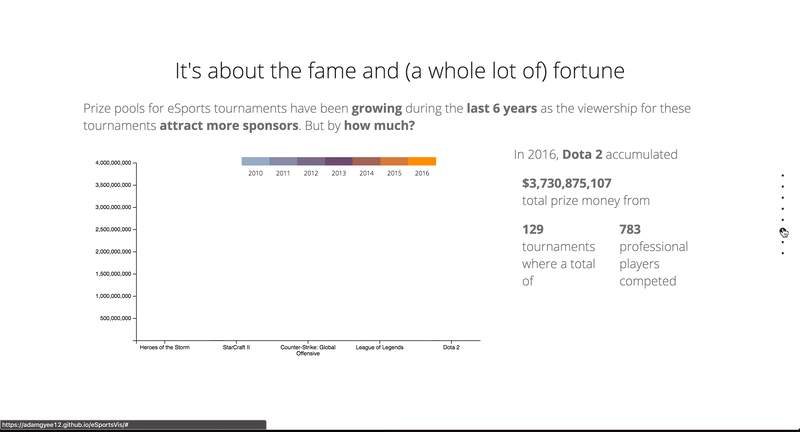 It's about the fame and (a whole lot of) fortune
Prize pools for eSports tournaments have been growing during the last 6 years as the viewership for these
tournaments attract more sponsors. But by how much?
4,000,000,000
3,500,000,000
3,000,000,000
2,500,000,000
2,000,000,000
1,500,000,000
1,000,000,000
500,000,000
2010 2011 2012 2013 2014 2015 2016
Heroes of the Storm StarCraft II Counter-Strike: Global Offensive League of Legends Dota 2
In 2016, Dota 2 accumulated
$3,730,875,107
total prize money from
129
tournaments
where a total
of
783
professional
players
competed
https://adamgyee12.github.io/eSportsVis/#